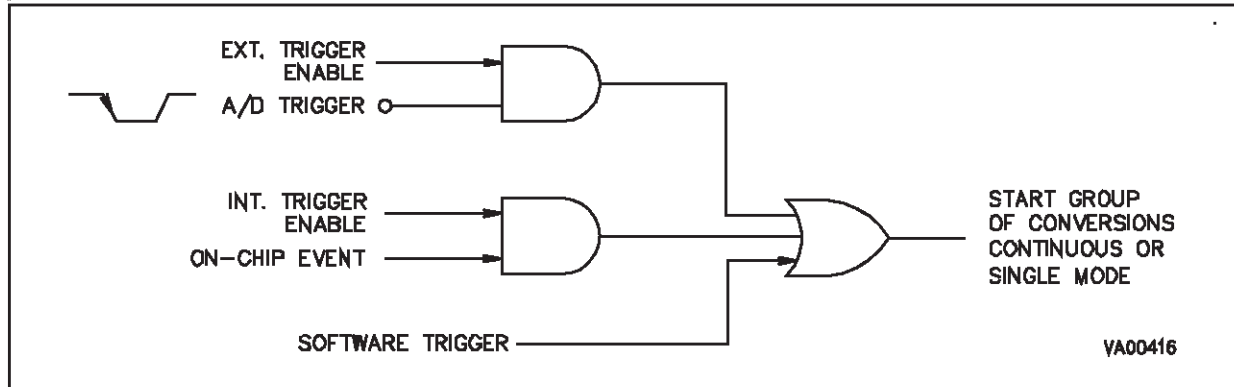 EXT. TRIGGER
ENABLE
A/D TRIGGER
INT. TRIGGER
ENABLE
ON-CHIP EVENT
SOFTWARE TRIGGER
START GROUP
OF CONVERSIONS
CONTINUOUS OR
SINGLE MODE
VA00416